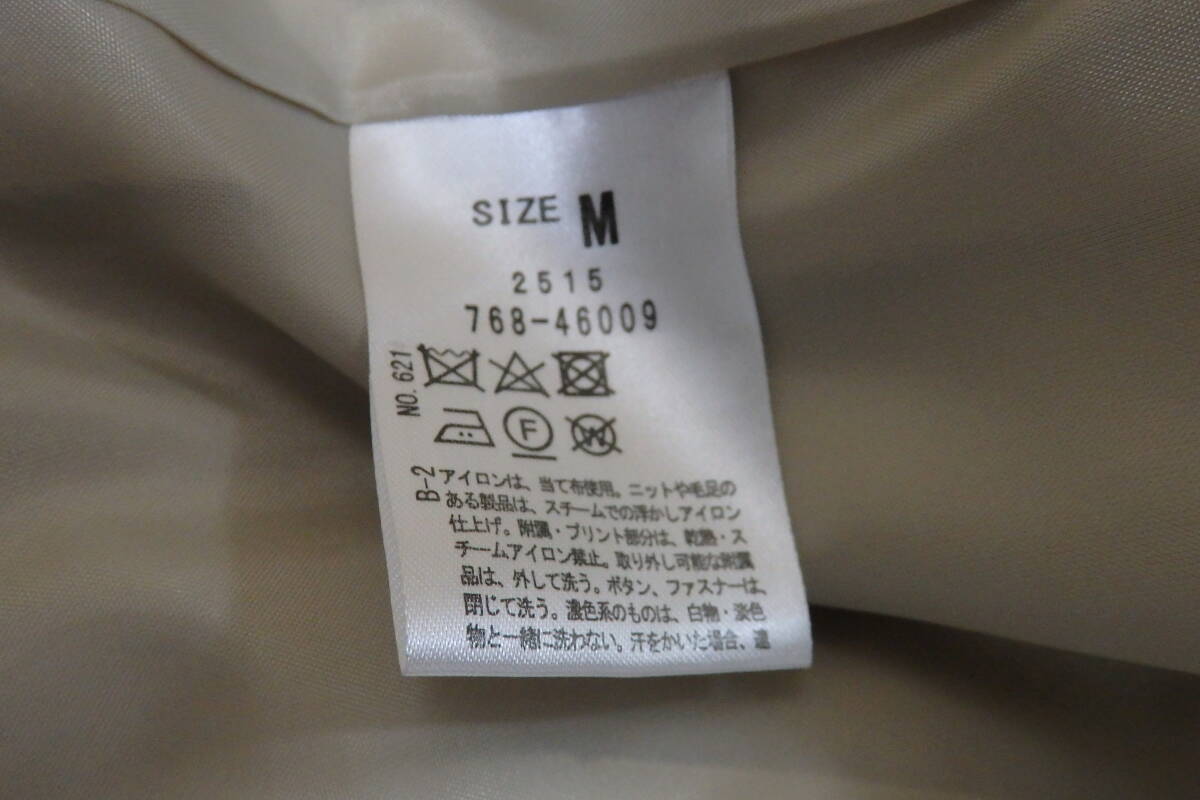 SIZE M
2515
768-46009
NO.621
F
W
B-2
アイロンは、当て布使用。ニットや毛足の
ある製品は、スチームでの浮かしアイロン
仕上げ。附属・プリント部分は、乾熱・ス
チームアイロン禁止。取り外し可能な附属
品は、外して洗う。ボタン、ファスナーは、
閉じて洗う。濃色系のものは、白物・淡色
物と一緒に洗わない。汗をかいた場合、速